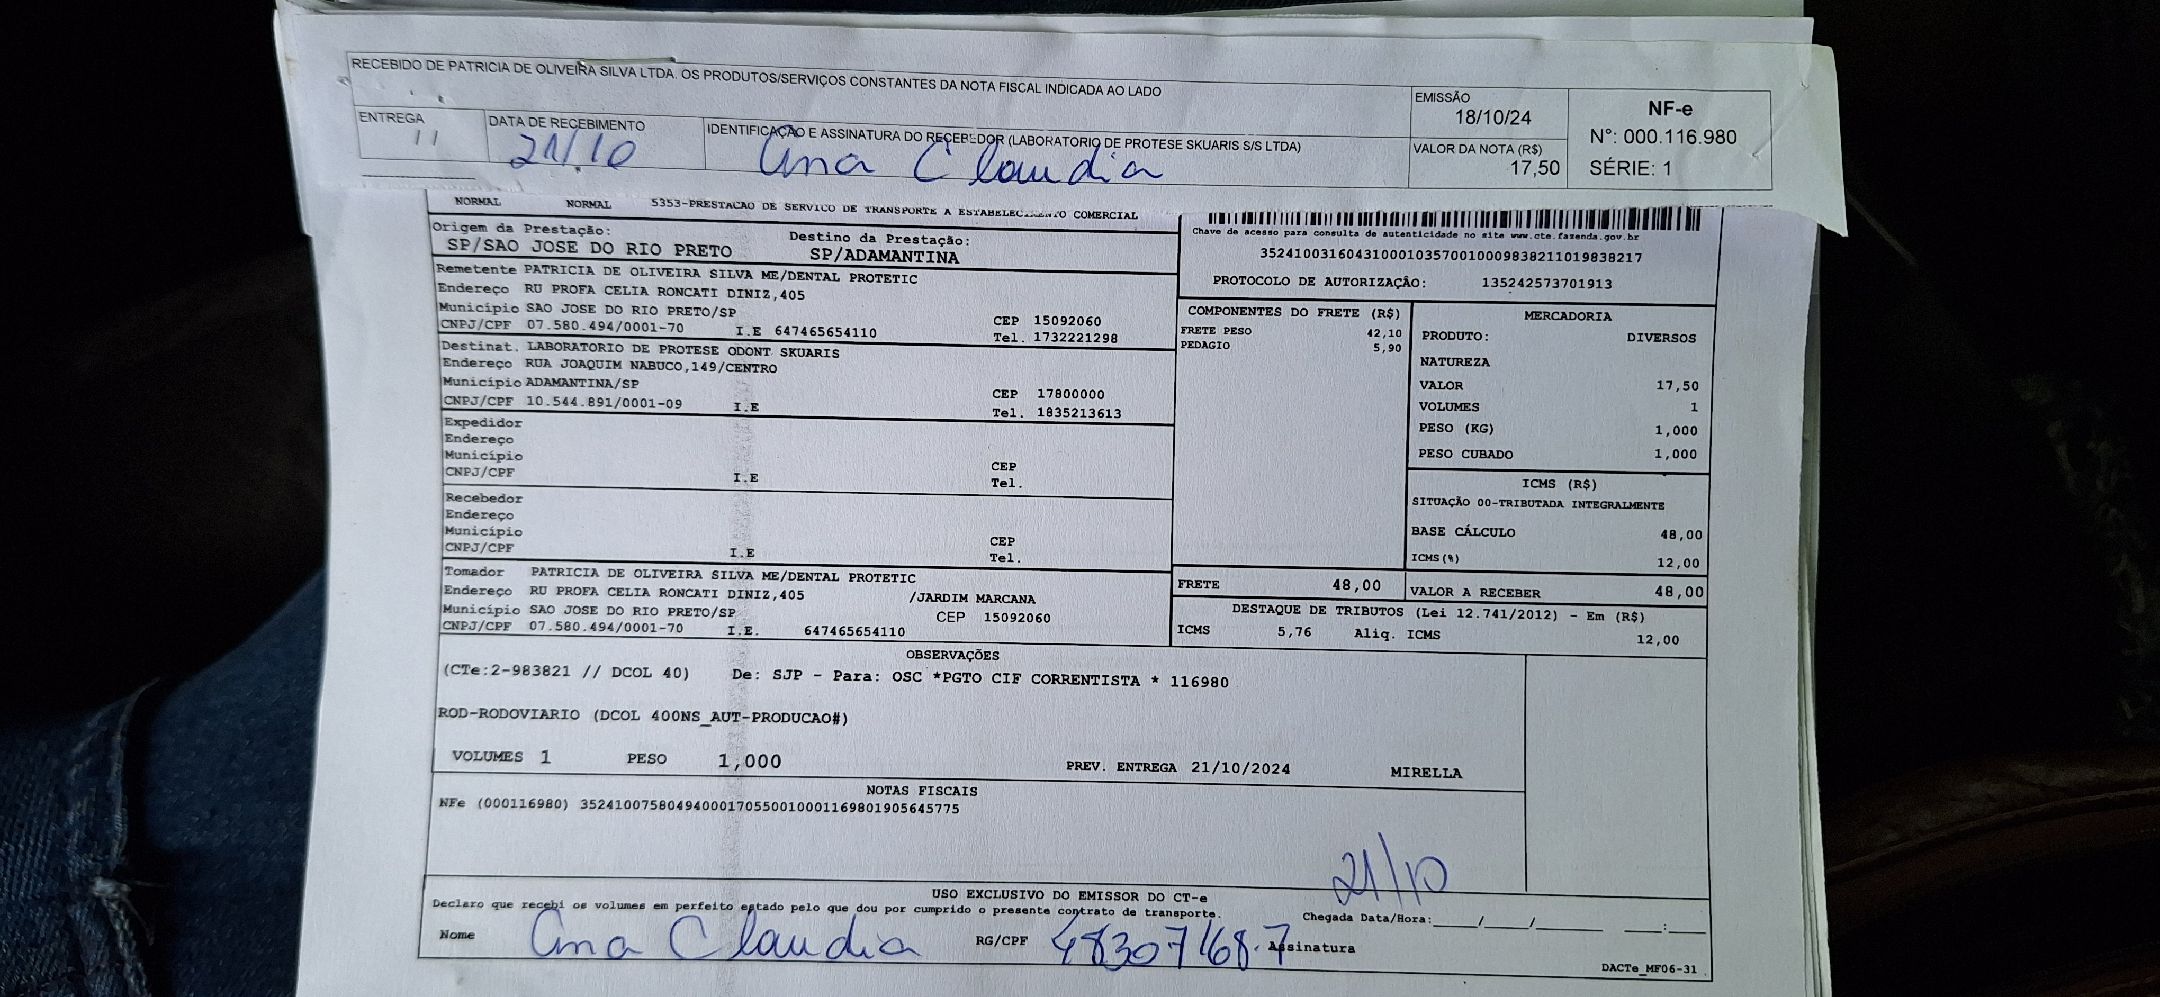 RECEBIDO DE PATRICIA DE OLIVEIRA SILVA LTDA. OS PRODUTOS/SERVIÇOS CONSTANTES DA NOTA FISCAL INDICADA AO LADO
ENTREGA
11
DATA DE RECEBIMENTO
21/10
IDENTIFICAÇÃO E ASSINATURA DO RECEBEDOR (LABORATORIO DE PROTESE SKUARIS S/S LTDA)
Ana Claudia
EMISSÃO
18/10/24
VALOR DA NOTA (R$)
17,50
NF-e
Nº: 000.116.980
SÉRIE: 1
NORMAL NORMAL 5353-PRESTACAO DE SERVICO DE TRANSPORTE A ESTABELECIMENTO COMERCIAL
Origem da Prestação: Destino da Prestação:
SP/SAO JOSE DO RIO PRETO SP/ADAMANTINA
Chave de acesso para consulta de autenticidade no site www.cte.fazenda.gov.br
35241003160431000103570010009838211019838217
PROTOCOLO DE AUTORIZAÇÃO: 135242573701913
Remetente PATRICIA DE OLIVEIRA SILVA ME/DENTAL PROTETIC
Endereço RU PROFA CELIA RONCATI DINIZ,405
Município SAO JOSE DO RIO PRETO/SP CEP 15092060
CNPJ/CPF 07.580.494/0001-70 I.E 647465654110 Tel. 1732221298
Destinat. LABORATORIO DE PROTESE ODONT SKUARIS
Endereço RUA JOAQUIM NABUCO,149/CENTRO
Município ADAMANTINA/SP CEP 17800000
CNPJ/CPF 10.544.891/0001-09 I.E Tel. 1835213613
Expedidor
Endereço
Município CEP
CNPJ/CPF I.E Tel.
Recebedor
Endereço
Município CEP
CNPJ/CPF I.E Tel.
Tomador PATRICIA DE OLIVEIRA SILVA ME/DENTAL PROTETIC
Endereço RU PROFA CELIA RONCATI DINIZ,405 /JARDIM MARCANA
Município SAO JOSE DO RIO PRETO/SP CEP 15092060
CNPJ/CPF 07.580.494/0001-70 I.E. 647465654110
COMPONENTES DO FRETE (R$)
FRETE PESO 42,10
PEDAGIO 5,90
MERCADORIA
PRODUTO: DIVERSOS
NATUREZA
VALOR 17,50
VOLUMES 1
PESO (KG) 1,000
PESO CUBADO 1,000
ICMS (R$)
SITUAÇÃO 00-TRIBUTADA INTEGRALMENTE
BASE CÁLCULO 48,00
ICMS(%) 12,00
FRETE 48,00 VALOR A RECEBER 48,00
DESTAQUE DE TRIBUTOS (Lei 12.741/2012) - Em (R$)
ICMS 5,76 Aliq. ICMS 12,00
OBSERVAÇÕES
(CTe:2-983821 // DCOL 40) De: SJP - Para: OSC *PGTO CIF CORRENTISTA * 116980
ROD-RODOVIARIO (DCOL 400NS_AUT-PRODUCAO#)
VOLUMES 1 PESO 1,000 PREV. ENTREGA 21/10/2024 MIRELLA
NOTAS FISCAIS
NFe (000116980) 35241007580494000170550010001169801905645775
21/10
USO EXCLUSIVO DO EMISSOR DO CT-e
Declaro que recebi os volumes em perfeito estado pelo que dou por cumprido o presente contrato de transporte. Chegada Data/Hora: ____/____/______ ____:____
Nome Ana Claudia RG/CPF 48307168-7 Assinatura
DACTe_MF06-31